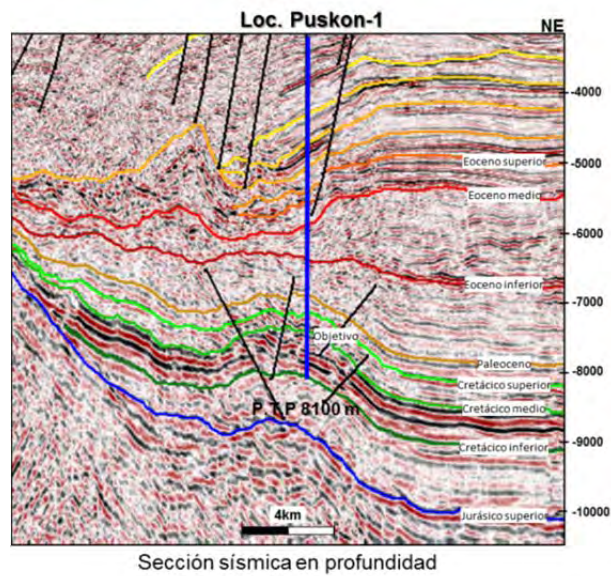 Loc. Puskon-1
NE
-4000
-5000
Eoceno superior
Eoceno medio
-6000
Eoceno inferior
-7000
Objetivo
Paleoceno
-8000
Cretácico superior
P.T.P 8100 m
Cretácico medio
-9000
Cretácico inferior
4km
-10000
Jurásico superior
Sección sísmica en profundidad